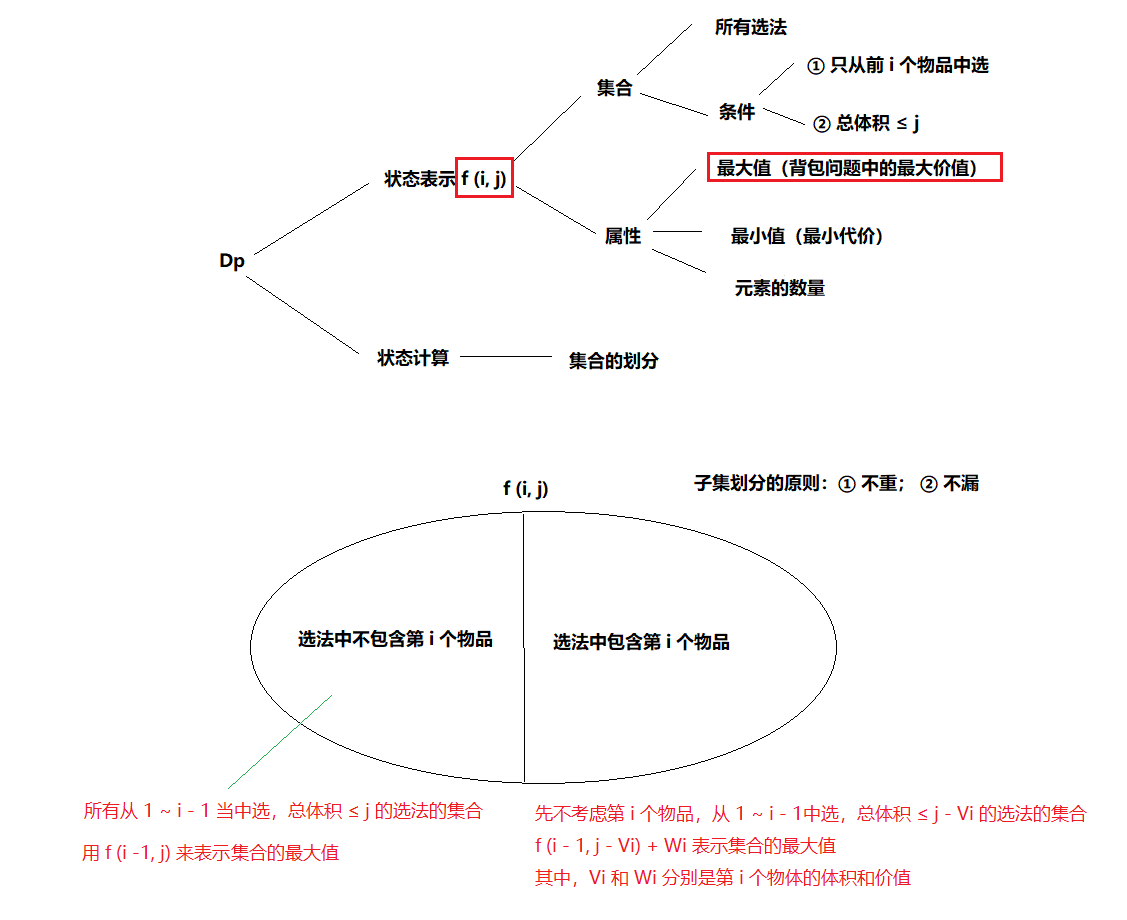 所有选法
① 只从前 i 个物品中选
集合
条件
② 总体积 ≤ j
最大值（背包问题中的最大价值）
状态表示 f (i, j)
属性
最小值（最小代价）
Dp
元素的数量
状态计算
集合的划分
子集划分的原则：① 不重； ② 不漏
f (i, j)
选法中不包含第 i 个物品
选法中包含第 i 个物品
所有从 1 ~ i - 1 当中选，总体积 ≤ j 的选法的集合
用 f (i -1, j) 来表示集合的最大值
先不考虑第 i 个物品，从 1 ~ i - 1中选，总体积 ≤ j - Vi 的选法的集合
f (i - 1, j - Vi) + Wi 表示集合的最大值
其中，Vi 和 Wi 分别是第 i 个物体的体积和价值